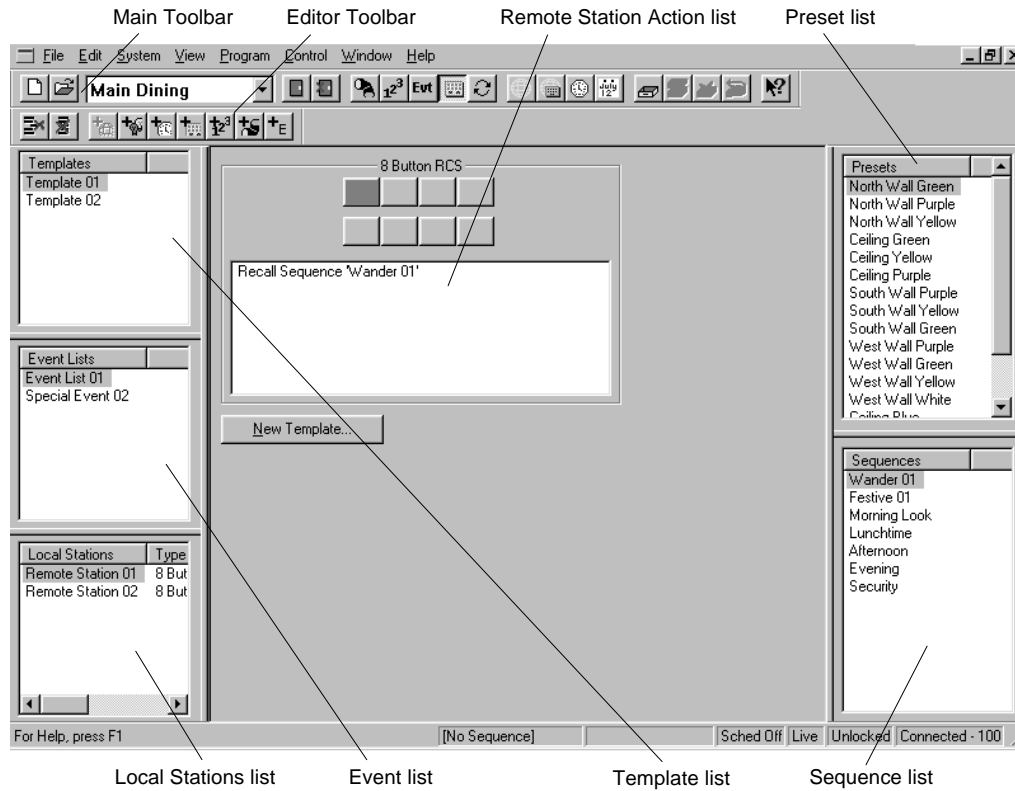 Main Toolbar Editor Toolbar Remote Station Action list Preset list
File Edit System View Program Control Window Help
Main Dining
Evt
July
12
E
Templates
Template 01
Template 02
Event Lists
Event List 01
Special Event 02
Local Stations Type
Remote Station 01 8 But
Remote Station 02 8 But
8 Button RCS
Recall Sequence 'Wander 01'
New Template...
Presets
North Wall Green
North Wall Purple
North Wall Yellow
Ceiling Green
Ceiling Yellow
Ceiling Purple
South Wall Purple
South Wall Yellow
South Wall Green
West Wall Purple
West Wall Green
West Wall Yellow
West Wall White
Ceiling Blue
Sequences
Wander 01
Festive 01
Morning Look
Lunchtime
Afternoon
Evening
Security
For Help, press F1 [No Sequence] Sched Off Live Unlocked Connected - 100
Local Stations list Event list Template list Sequence list